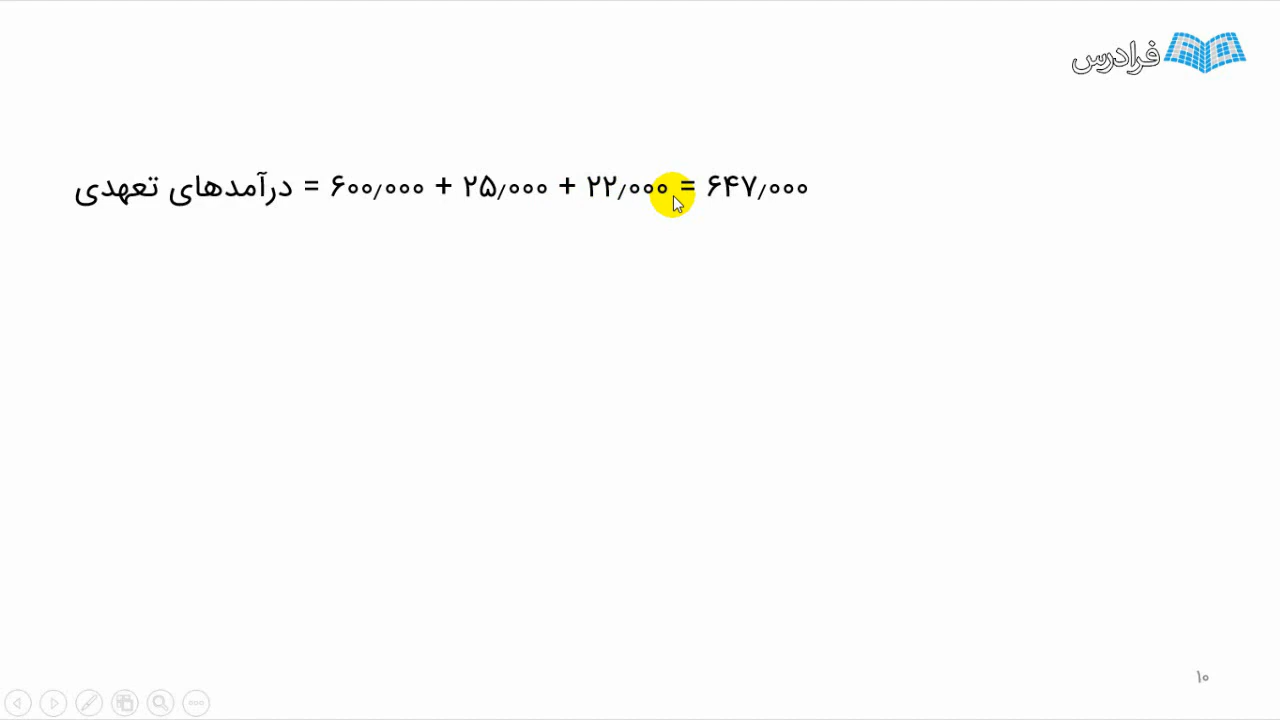 فرادرس
درآمدهای تعهدی = ۶۰۰٫۰۰۰ + ۲۵٫۰۰۰ + ۲۲٫۰۰۰ = ۶۴۷٫۰۰۰
۱۰